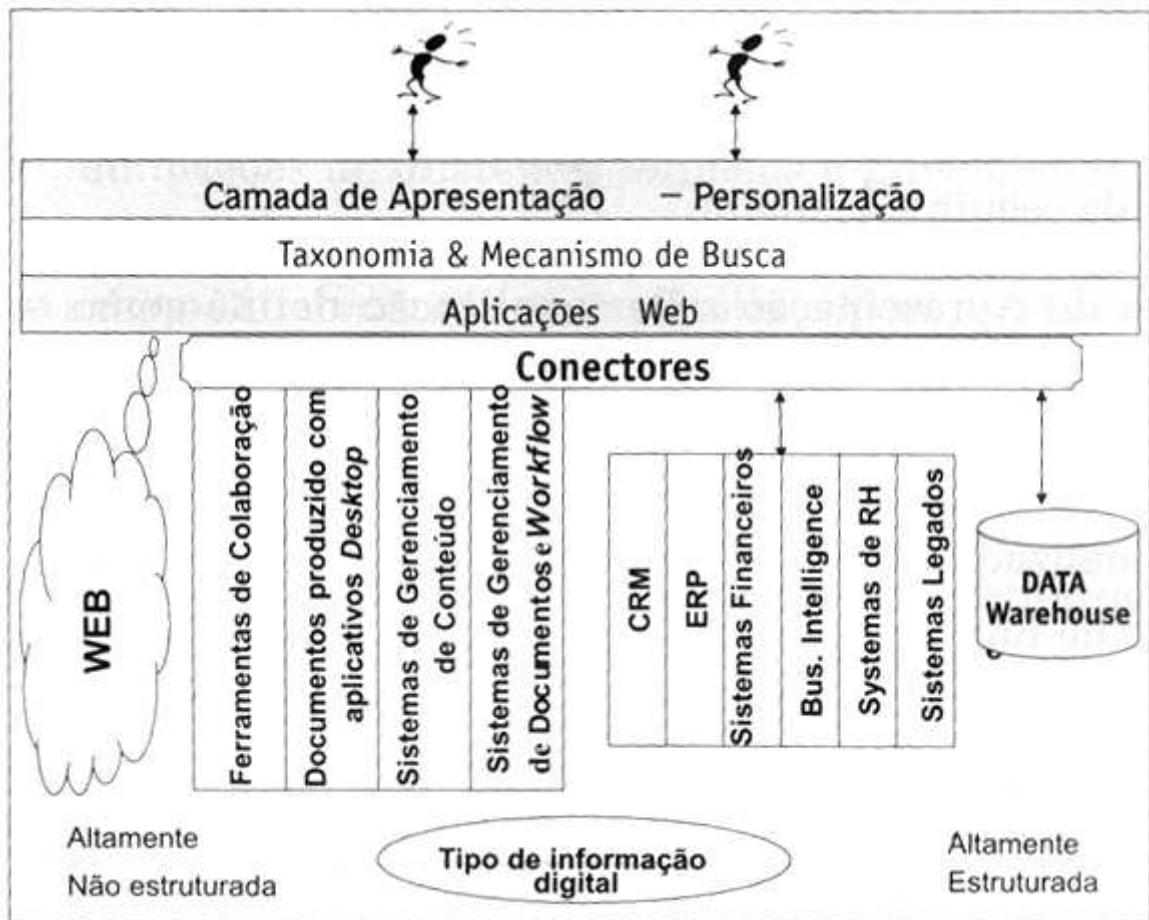 Camada de Apresentação – Personalização
Taxonomia & Mecanismo de Busca
Aplicações Web
Conectores
WEB
Ferramentas de Colaboração
Documentos produzido com
aplicativos Desktop
Sistemas de Gerenciamento
de Conteúdo
Sistemas de Gerenciamento
de Documentos e Workflow
CRM
ERP
Sistemas Financeiros
Bus. Intelligence
Systemas de RH
Sistemas Legados
DATA
Warehouse
Altamente
Não estruturada
Tipo de informação
digital
Altamente
Estruturada